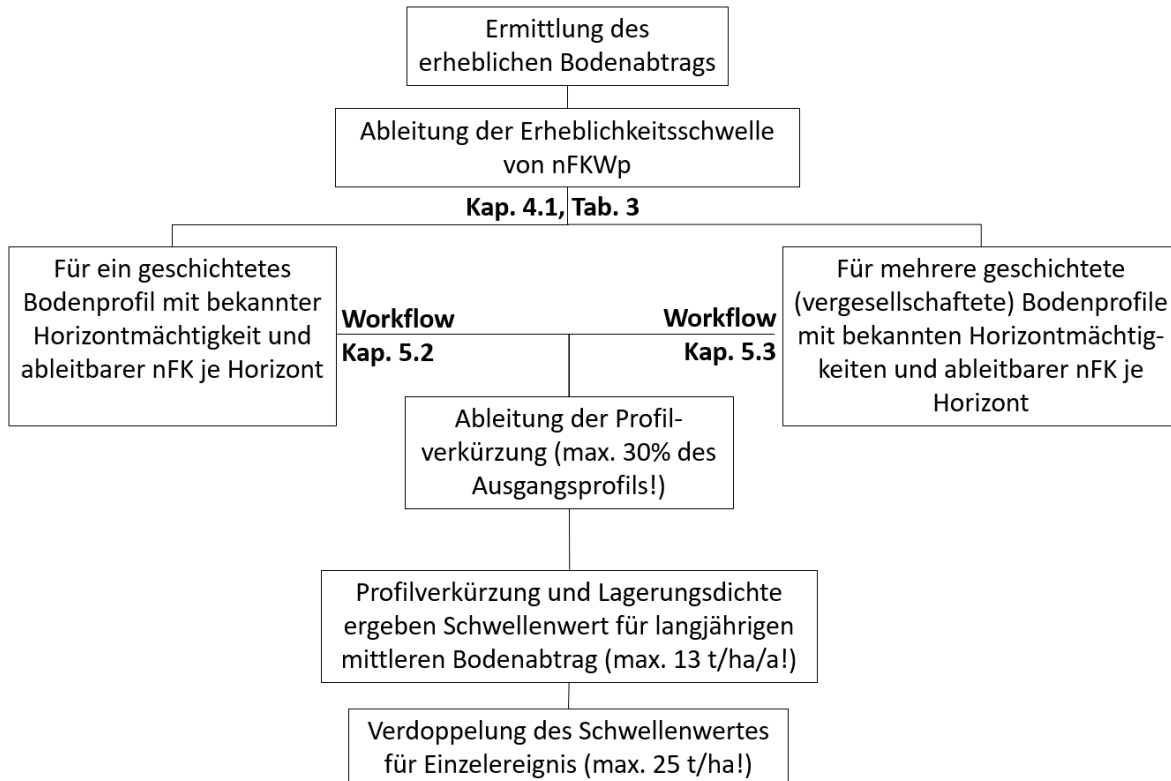 Ermittlung des
erheblichen Bodenabtrags
Ableitung der Erheblichkeitsschwelle
von nFKWp
Kap. 4.1, Tab. 3
Für ein geschichtetes
Bodenprofil mit bekannter
Horizontmächtigkeit und
ableitbarer nFK je Horizont
Workflow
Kap. 5.2
Workflow
Kap. 5.3
Für mehrere geschichtete
(vergesellschaftete) Bodenprofile
mit bekannten Horizontmächtig-
keiten und ableitbarer nFK je
Horizont
Ableitung der Profil-
verkürzung (max. 30% des
Ausgangsprofils!)
Profilverkürzung und Lagerungsdichte
ergeben Schwellenwert für langjährigen
mittleren Bodenabtrag (max. 13 t/ha/a!)
Verdoppelung des Schwellenwertes
für Einzelereignis (max. 25 t/ha!)